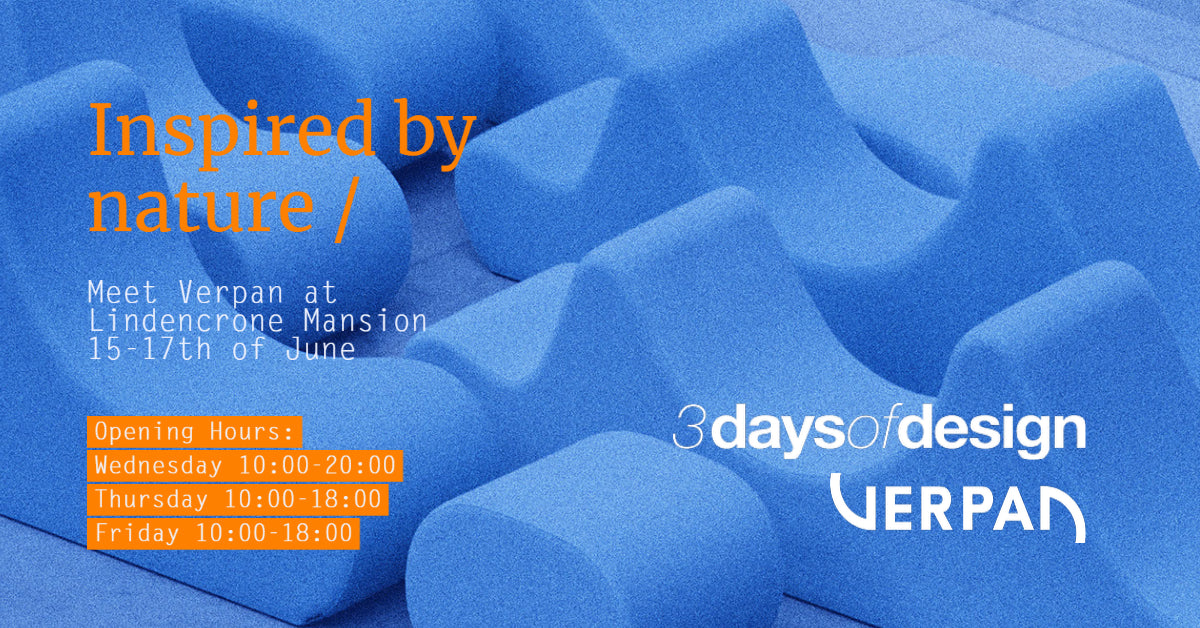 Inspired by
nature /
Meet Verpan at
Lindencrone Mansion
15-17th of June
Opening Hours:
Wednesday 10:00-20:00
Thursday 10:00-18:00
Friday 10:00-18:00
3daysofdesign
VERPAN